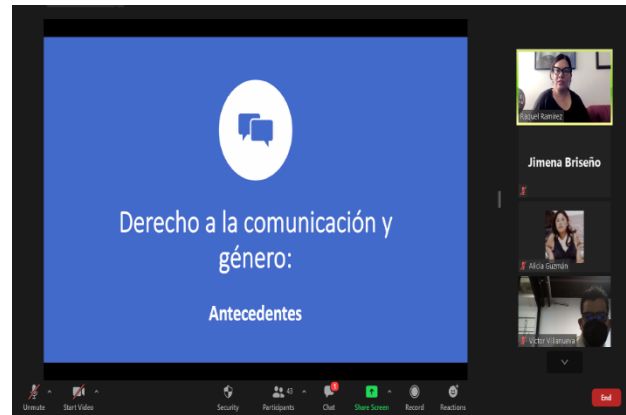 Derecho a la comunicación y
género:
Antecedentes
Raquel Ramirez
Jimena Briseño
Alicia Guzmán
Victor Villanueva
Unmute
Start Video
Security
Participants
43
Chat
Share Screen
Record
Reactions
End